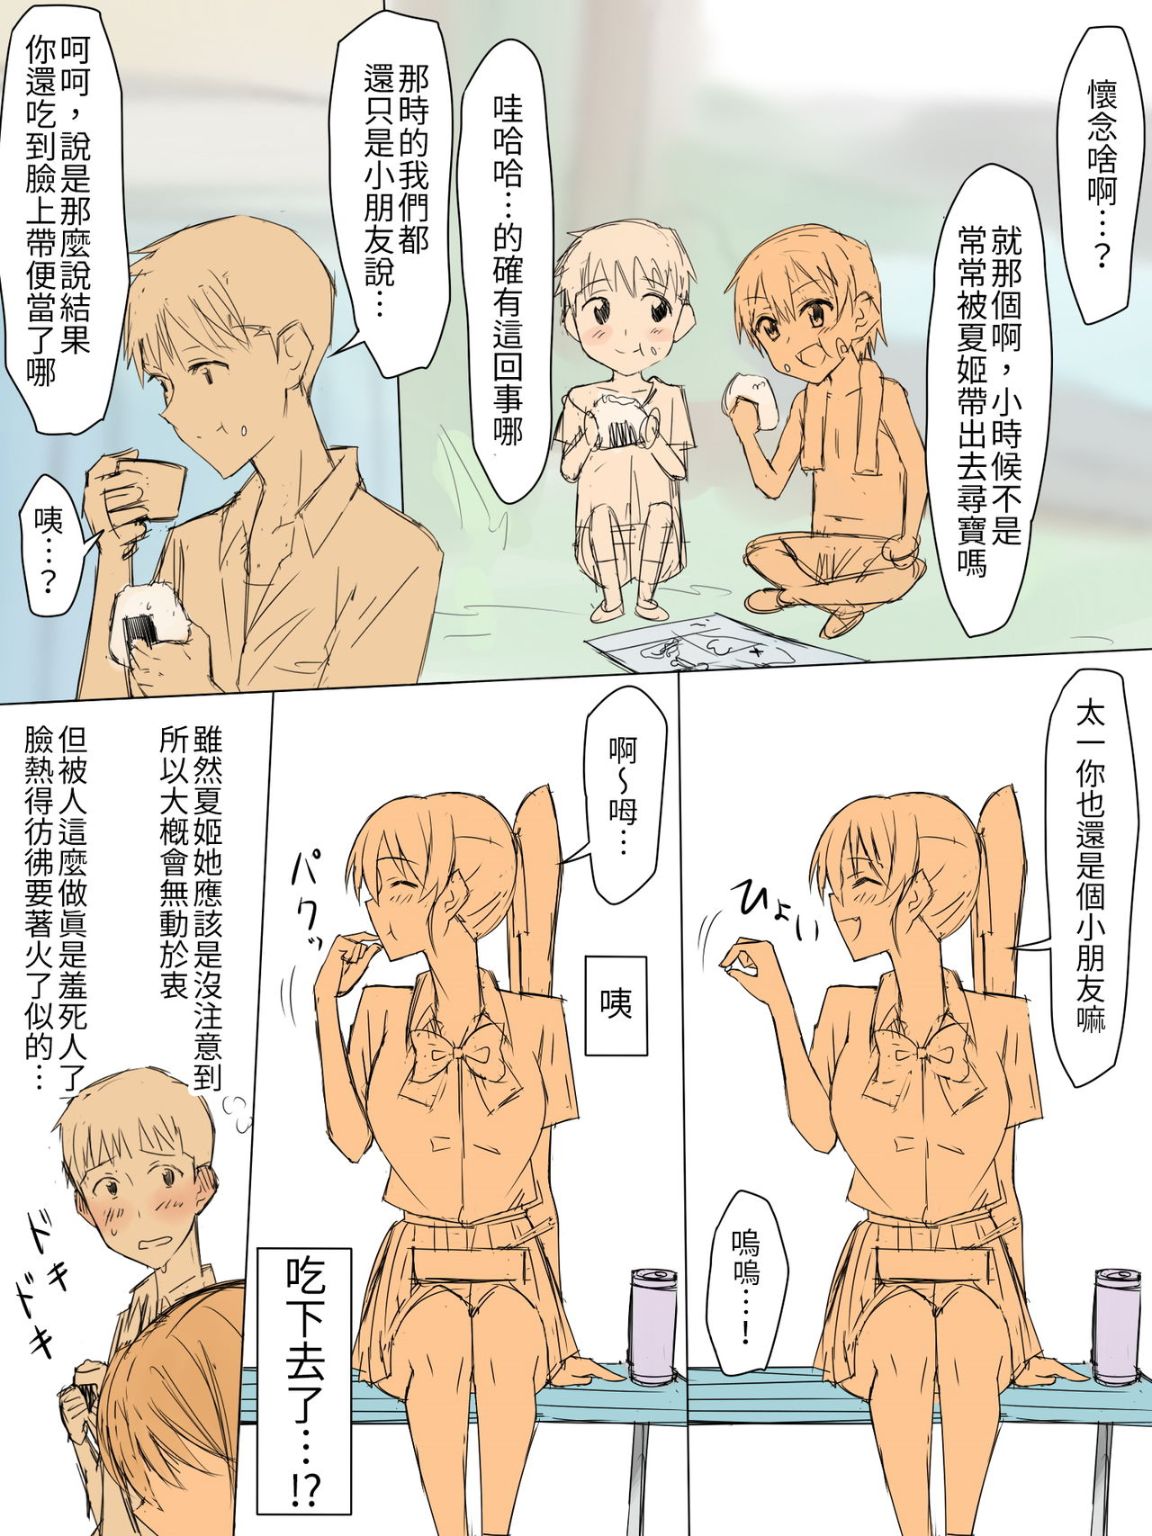 懷念啥啊…？
就那個啊，小時候不是
常常被夏姬帶出去尋寶嗎
哇哈哈…的確有這回事哪
那時的我們都
還只是小朋友說…
呵呵，說是那麼說結果
你還吃到臉上帶便當了哪
咦…？
太一你也還是個小朋友嘛
ひょい
嗚嗚…！
啊～呣…
パクッ
咦
吃下去了…!?
雖然夏姬她應該是沒注意到
所以大概會無動於衷
但被人這麼做眞是羞死人了
臉熱得彷彿要著火了似的…
ドキ
ドキ